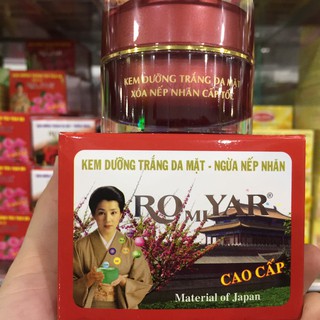 KEM DƯỠNG TRẮNG DA MẶT
XÓA NẾP NHĂN CẤP TỐC
KEM DƯỠNG TRẮNG DA MẶT - NGỪA NẾP NHĂN
ROMIYAR®
CAO CẤP
Material of Japan